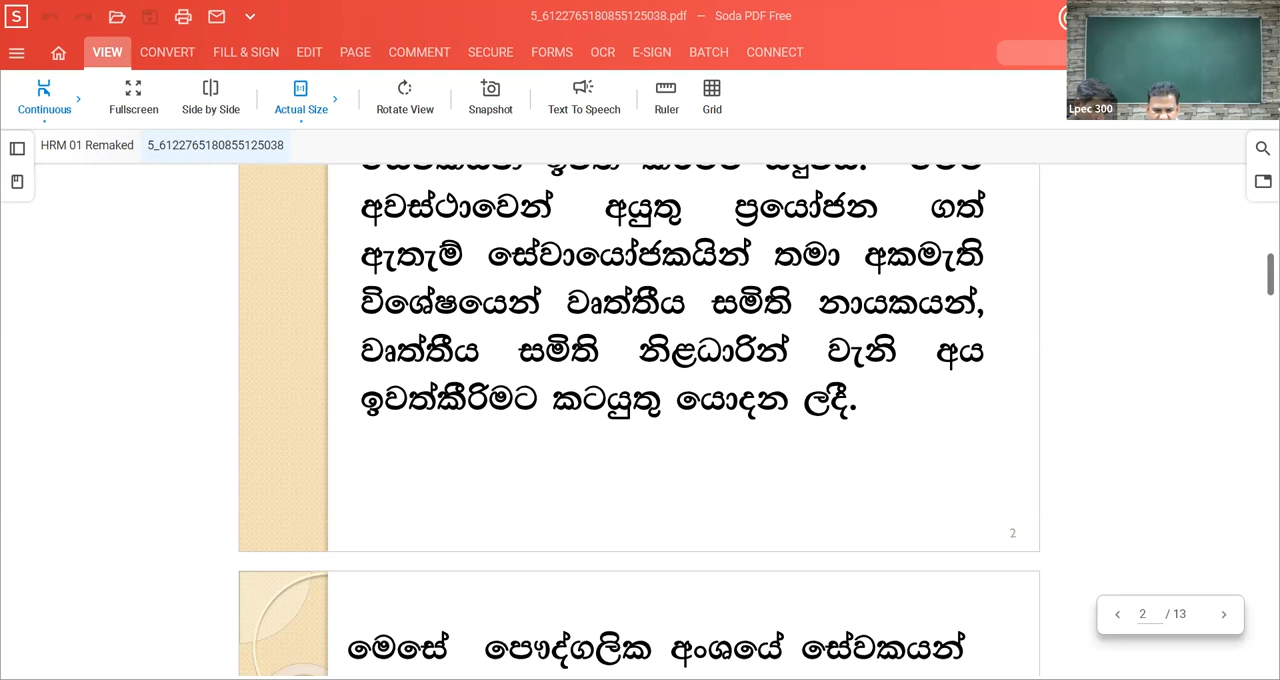 S
5_6122765180855125038.pdf — Soda PDF Free
VIEW CONVERT FILL & SIGN EDIT PAGE COMMENT SECURE FORMS OCR E-SIGN BATCH CONNECT
Continuous Fullscreen Side by Side Actual Size Rotate View Snapshot Text To Speech Ruler Grid
Lpec 300
HRM 01 Remaked 5_6122765180855125038
අවස්ථාවෙන් අයුතු ප්‍රයෝජන ගත්
ඇතැම් සේවායෝජකයින් තමා අකමැති
විශේෂයෙන් වෘත්තීය සමිති නායකයන්,
වෘත්තීය සමිති නිළධාරින් වැනි අය
ඉවත්කිරීමට කටයුතු යොදන ලදී.
2
2 / 13
මෙසේ පෞද්ගලික අංශයේ සේවකයන්